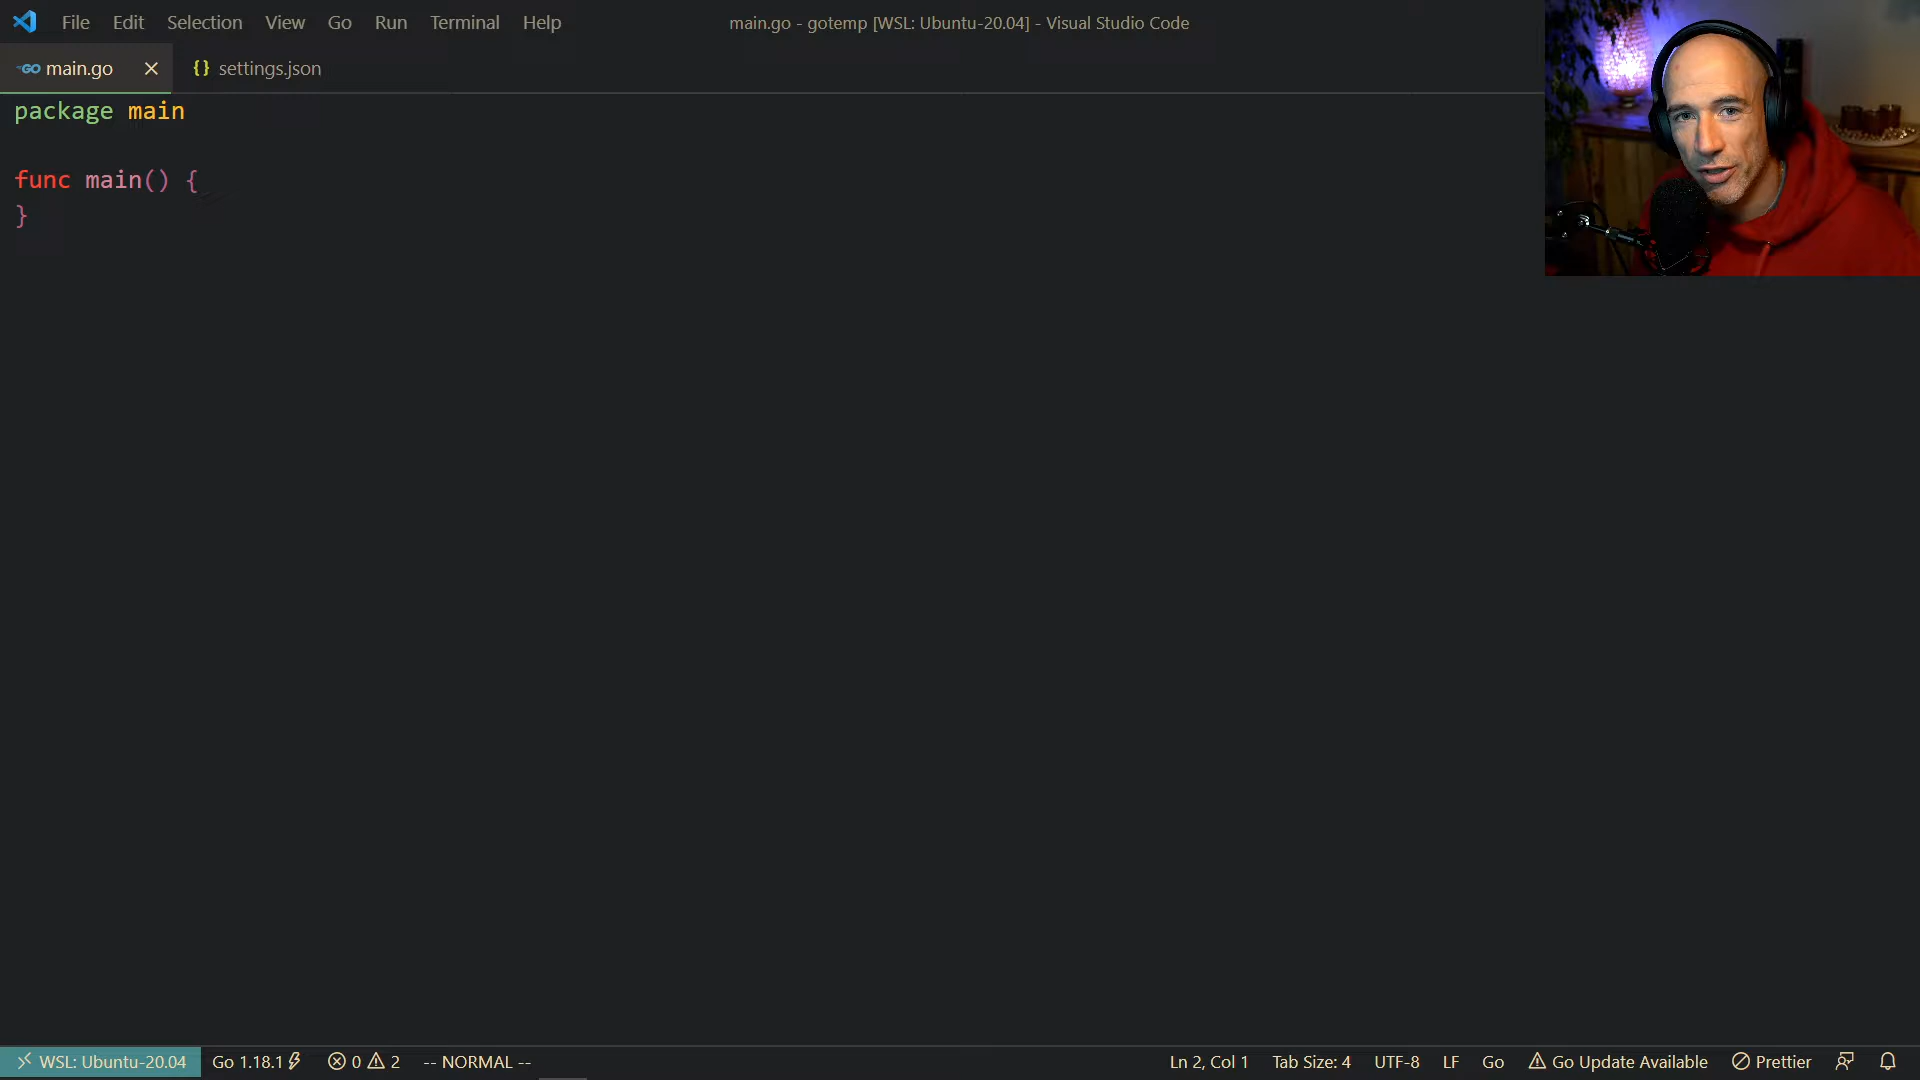 File Edit Selection View Go Run Terminal Help main.go - gotemp [WSL: Ubuntu-20.04] - Visual Studio Code
GO main.go {} settings.json
package main
func main() {
}
WSL: Ubuntu-20.04 Go 1.18.1 0 2 -- NORMAL -- Ln 2, Col 1 Tab Size: 4 UTF-8 LF Go Go Update Available Prettier